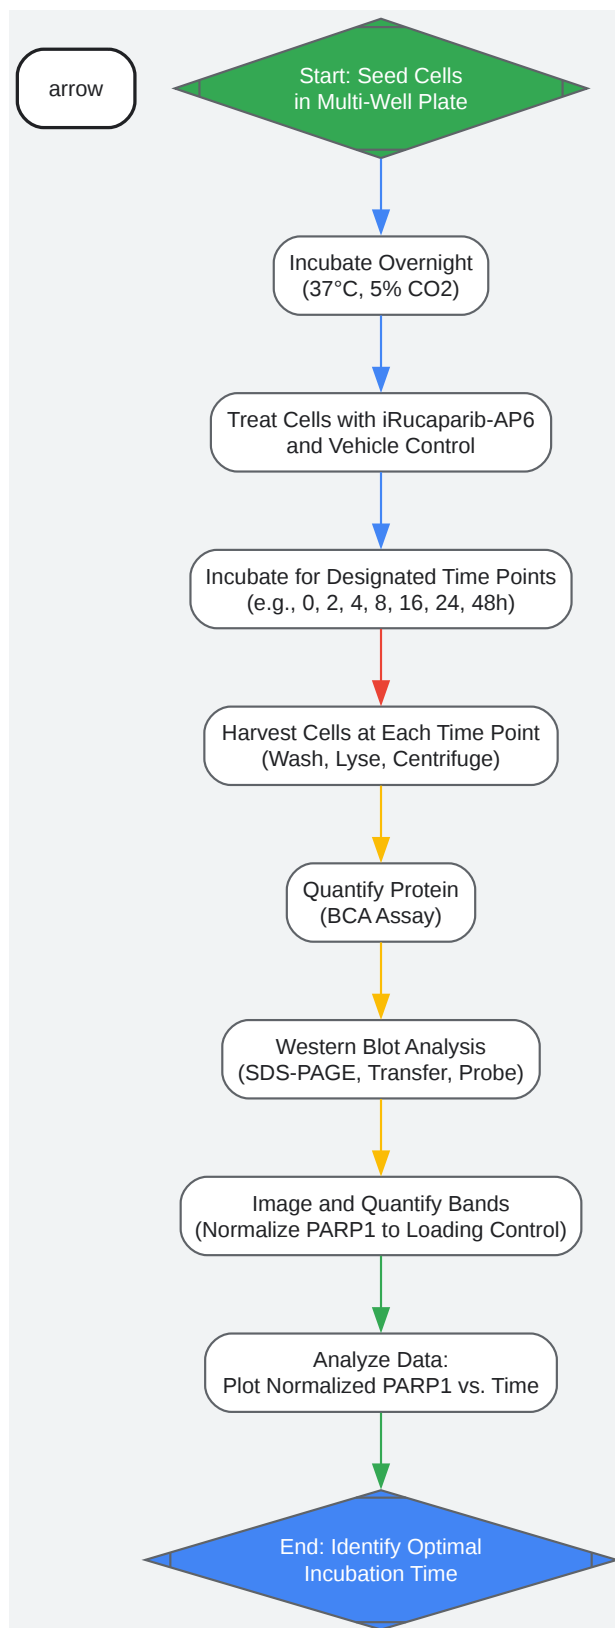 arrow
Start: Seed Cells
in Multi-Well Plate
Incubate Overnight
(37°C, 5% CO2)
Treat Cells with iRucaparib-AP6
and Vehicle Control
Incubate for Designated Time Points
(e.g., 0, 2, 4, 8, 16, 24, 48h)
Harvest Cells at Each Time Point
(Wash, Lyse, Centrifuge)
Quantify Protein
(BCA Assay)
Western Blot Analysis
(SDS-PAGE, Transfer, Probe)
Image and Quantify Bands
(Normalize PARP1 to Loading Control)
Analyze Data:
Plot Normalized PARP1 vs. Time
End: Identify Optimal
Incubation Time